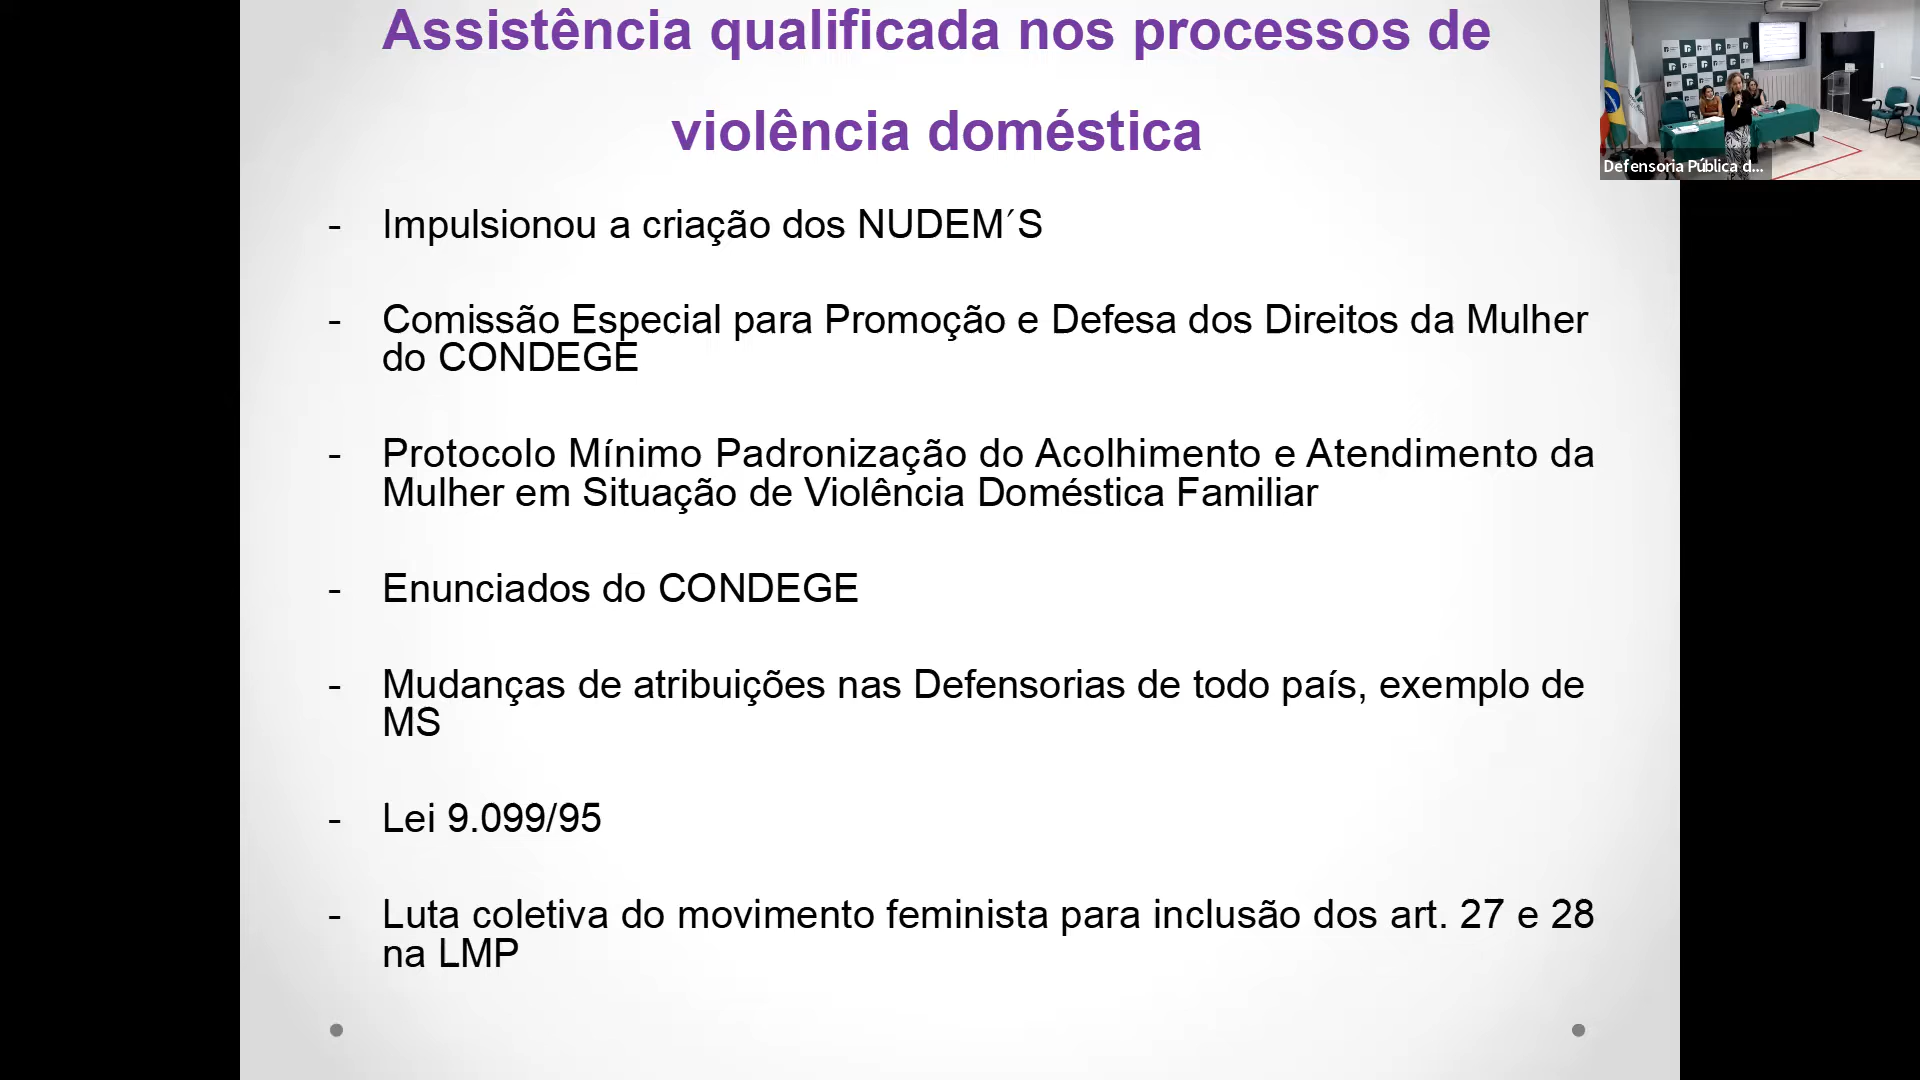 Assistência qualificada nos processos de
violência doméstica
- Impulsionou a criação dos NUDEM´S
- Comissão Especial para Promoção e Defesa dos Direitos da Mulher
do CONDEGE
- Protocolo Mínimo Padronização do Acolhimento e Atendimento da
Mulher em Situação de Violência Doméstica Familiar
- Enunciados do CONDEGE
- Mudanças de atribuições nas Defensorias de todo país, exemplo de
MS
- Lei 9.099/95
- Luta coletiva do movimento feminista para inclusão dos art. 27 e 28
na LMP
Defensoria Pública d...